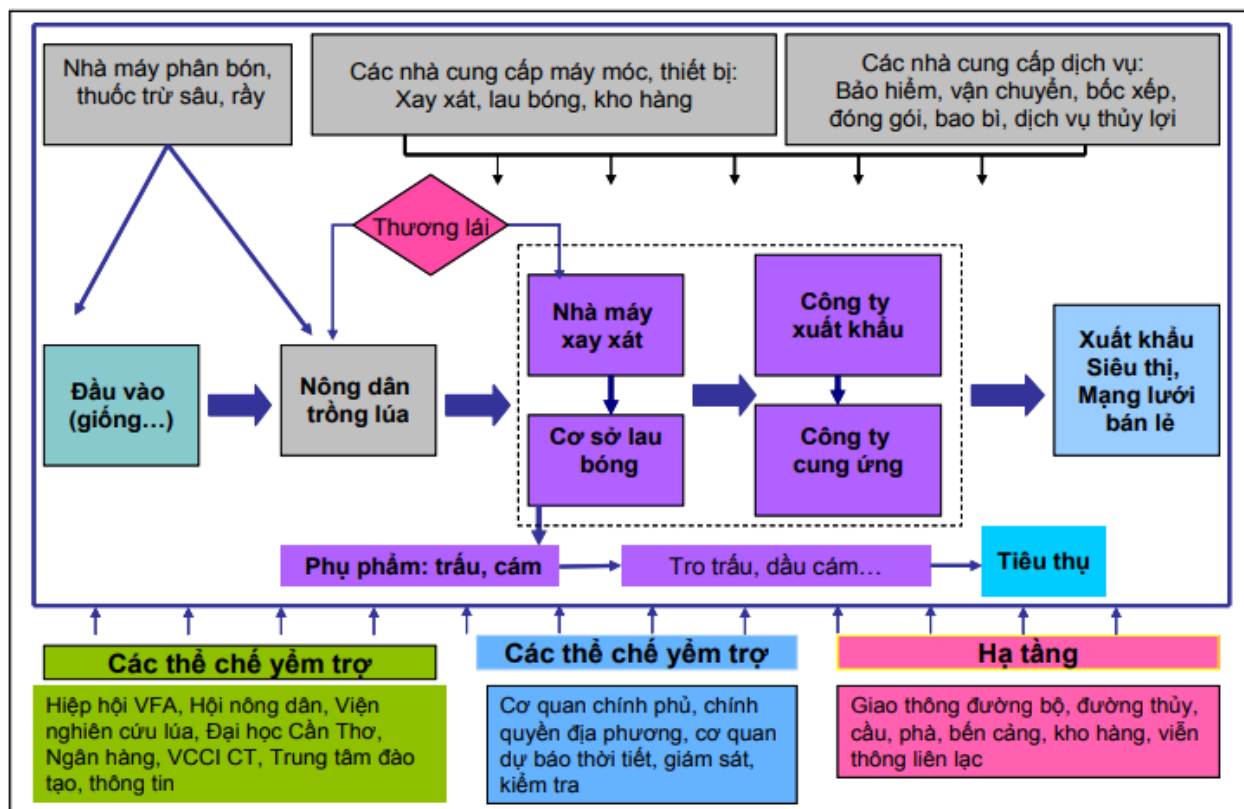 Nhà máy phân bón,
thuốc trừ sâu, rầy
Các nhà cung cấp máy móc, thiết bị:
Xay xát, lau bóng, kho hàng
Các nhà cung cấp dịch vụ:
Bảo hiểm, vận chuyển, bốc xếp,
đóng gói, bao bì, dịch vụ thủy lợi
Thương lái
Đầu vào
(giống…)
Nông dân
trồng lúa
Nhà máy
xay xát
Cơ sở lau
bóng
Công ty
xuất khẩu
Công ty
cung ứng
Xuất khẩu
Siêu thị,
Mạng lưới
bán lẻ
Phụ phẩm: trấu, cám
Tro trấu, dầu cám…
Tiêu thụ
Các thể chế yểm trợ
Hiệp hội VFA, Hội nông dân, Viện
nghiên cứu lúa, Đại học Cần Thơ,
Ngân hàng, VCCI CT, Trung tâm đào
tạo, thông tin
Các thể chế yểm trợ
Cơ quan chính phủ, chính
quyền địa phương, cơ quan
dự báo thời tiết, giám sát,
kiểm tra
Hạ tầng
Giao thông đường bộ, đường thủy,
cầu, phà, bến cảng, kho hàng, viễn
thông liên lạc